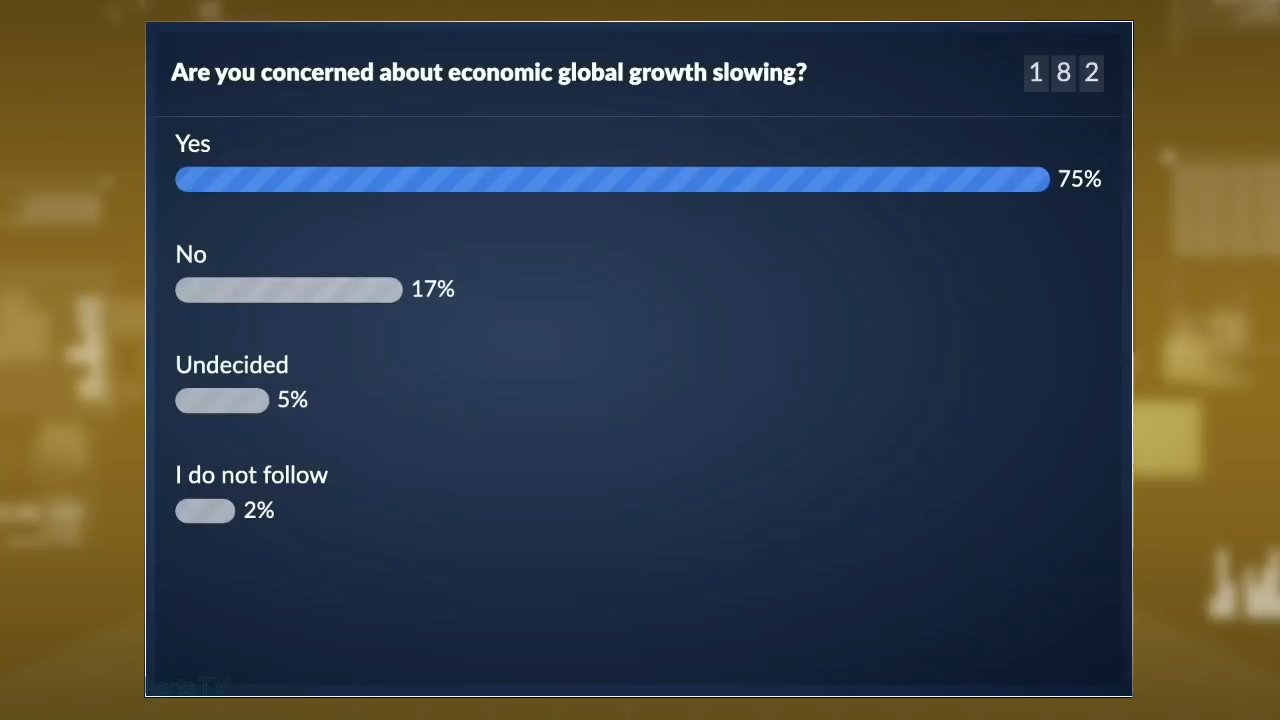 Are you concerned about economic global growth slowing?
1 8 2
Yes
75%
No
17%
Undecided
5%
I do not follow
2%